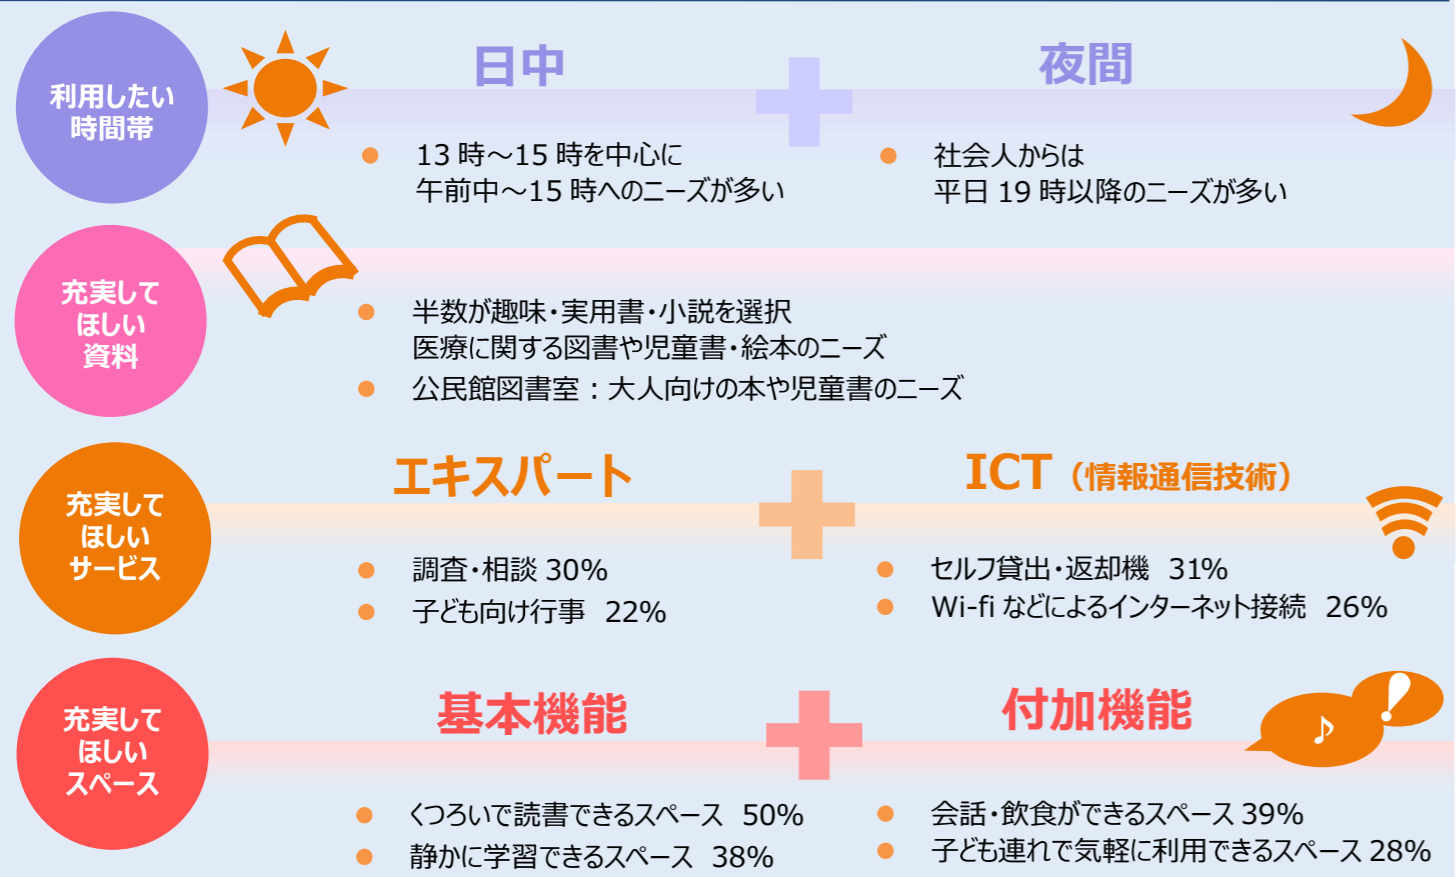 利用したい
時間帯
日中
夜間
13 時～15 時を中心に
午前中～15 時へのニーズが多い
社会人からは
平日 19 時以降のニーズが多い
充実して
ほしい
資料
半数が趣味・実用書・小説を選択
医療に関する図書や児童書・絵本のニーズ
公民館図書室：大人向けの本や児童書のニーズ
充実して
ほしい
サービス
エキスパート
ICT（情報通信技術）
調査・相談 30%
子ども向け行事 22%
セルフ貸出・返却機 31%
Wi-fi などによるインターネット接続 26%
充実して
ほしい
スペース
基本機能
付加機能
くつろいで読書できるスペース 50%
静かに学習できるスペース 38%
会話・飲食ができるスペース 39%
子ども連れで気軽に利用できるスペース 28%